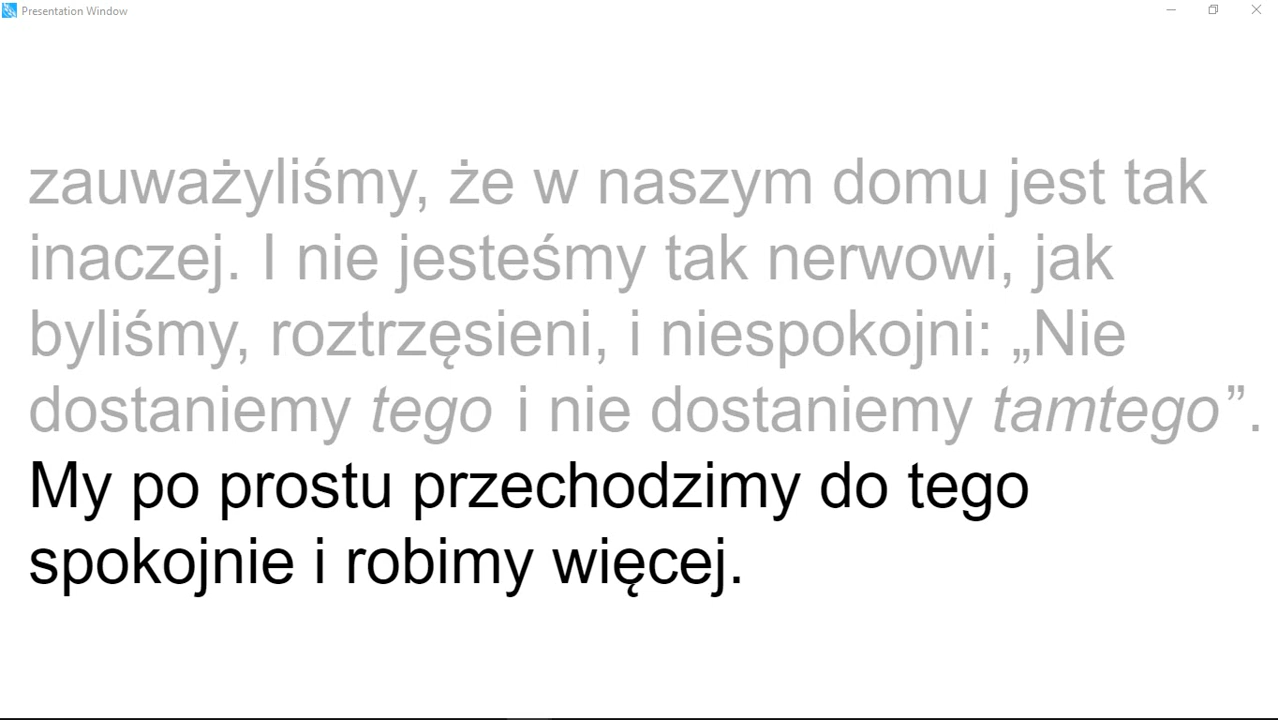 Presentation Window
zauważyliśmy, że w naszym domu jest tak
inaczej. I nie jesteśmy tak nerwowi, jak
byliśmy, roztrzęsieni, i niespokojni: „Nie
dostaniemy tego i nie dostaniemy tamtego”.
My po prostu przechodzimy do tego
spokojnie i robimy więcej.